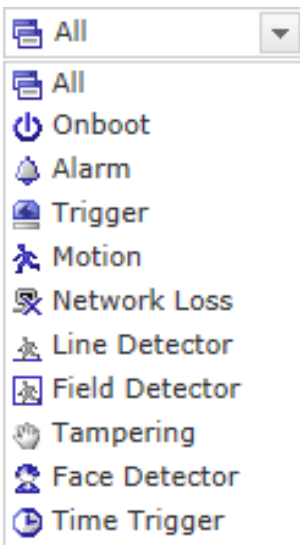 All
All
Onboot
Alarm
Trigger
Motion
Network Loss
Line Detector
Field Detector
Tampering
Face Detector
Time Trigger